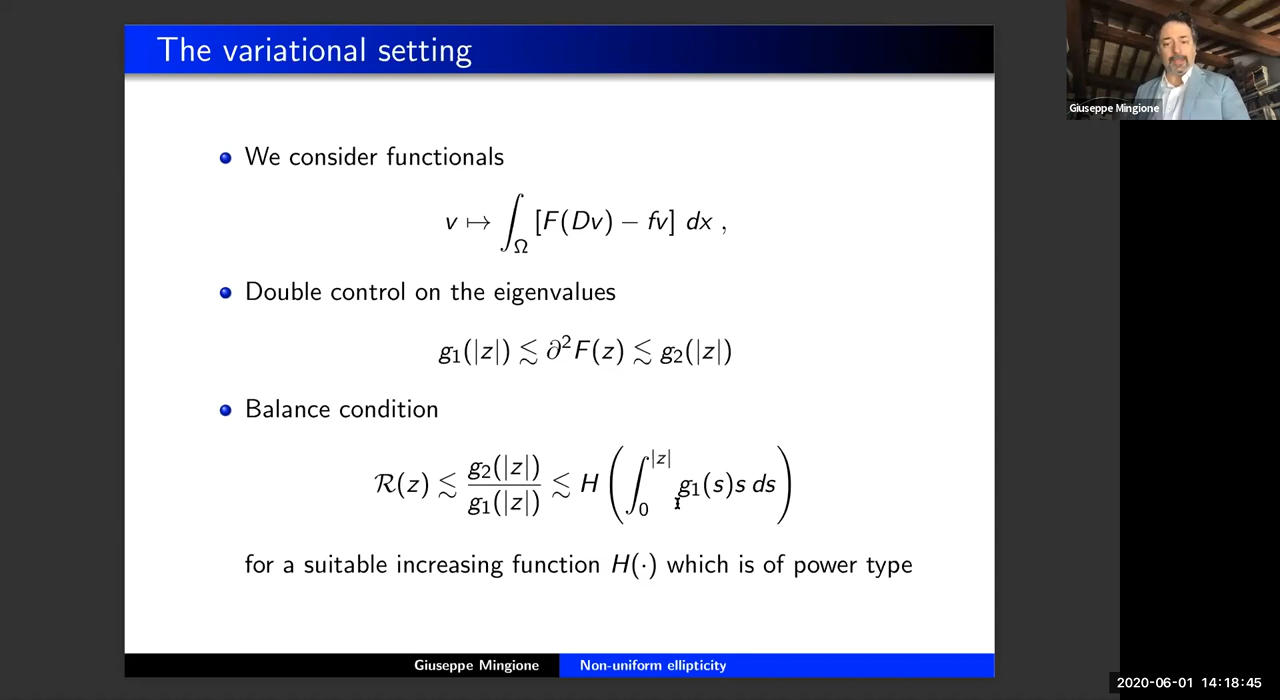 The variational setting
Giuseppe Mingione
We consider functionals
v ↦ ∫_Ω [F(Dv) − fv] dx ,
Double control on the eigenvalues
g₁(|z|) ≲ ∂²F(z) ≲ g₂(|z|)
Balance condition
ℛ(z) ≲ g₂(|z|)/g₁(|z|) ≲ H(∫₀^|z| g₁(s)s ds)
for a suitable increasing function H(·) which is of power type
Giuseppe Mingione Non-uniform ellipticity
2020-06-01 14:18:45